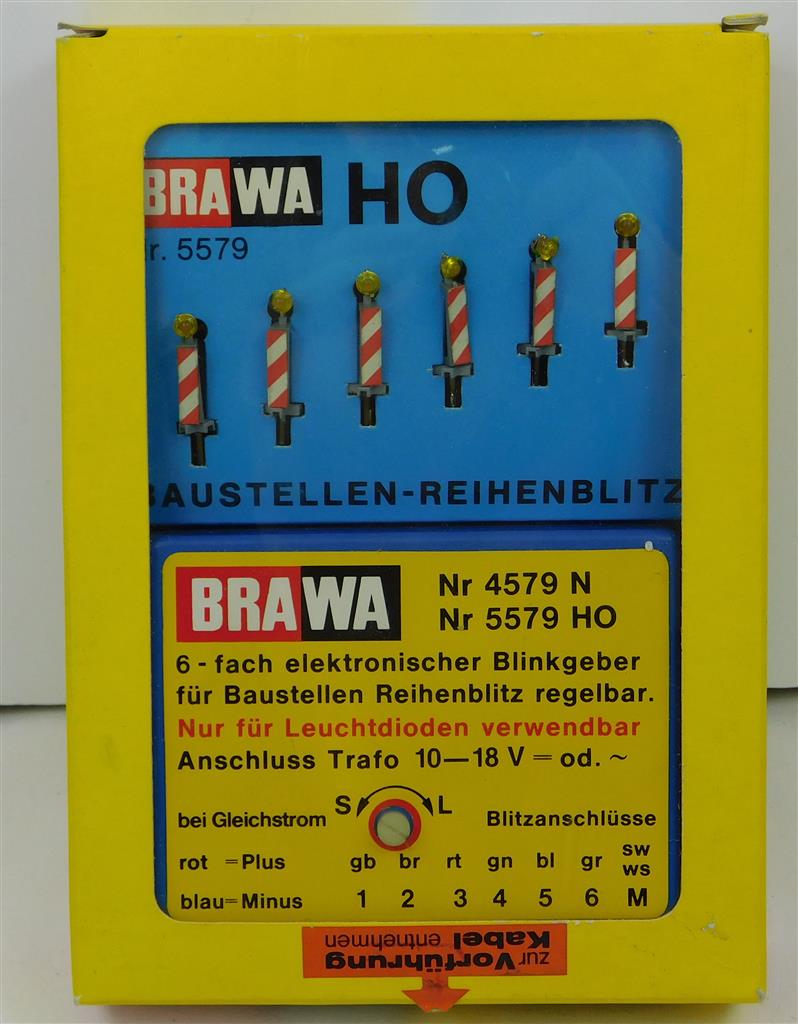 BRAWA HO
r. 5579
BAUSTELLEN-REIHENBLITZ
BRAWA
Nr 4579 N
Nr 5579 HO
6-fach elektronischer Blinkgeber
für Baustellen Reihenblitz regelbar.
Nur für Leuchtdioden verwendbar
Anschluss Trafo 10—18 V = od. ~
bei Gleichstrom S L Blitzanschlüsse
rot = Plus gb br rt gn bl gr sw ws
blau = Minus 1 2 3 4 5 6 M
zur Vorführung
Kabel entnehmen